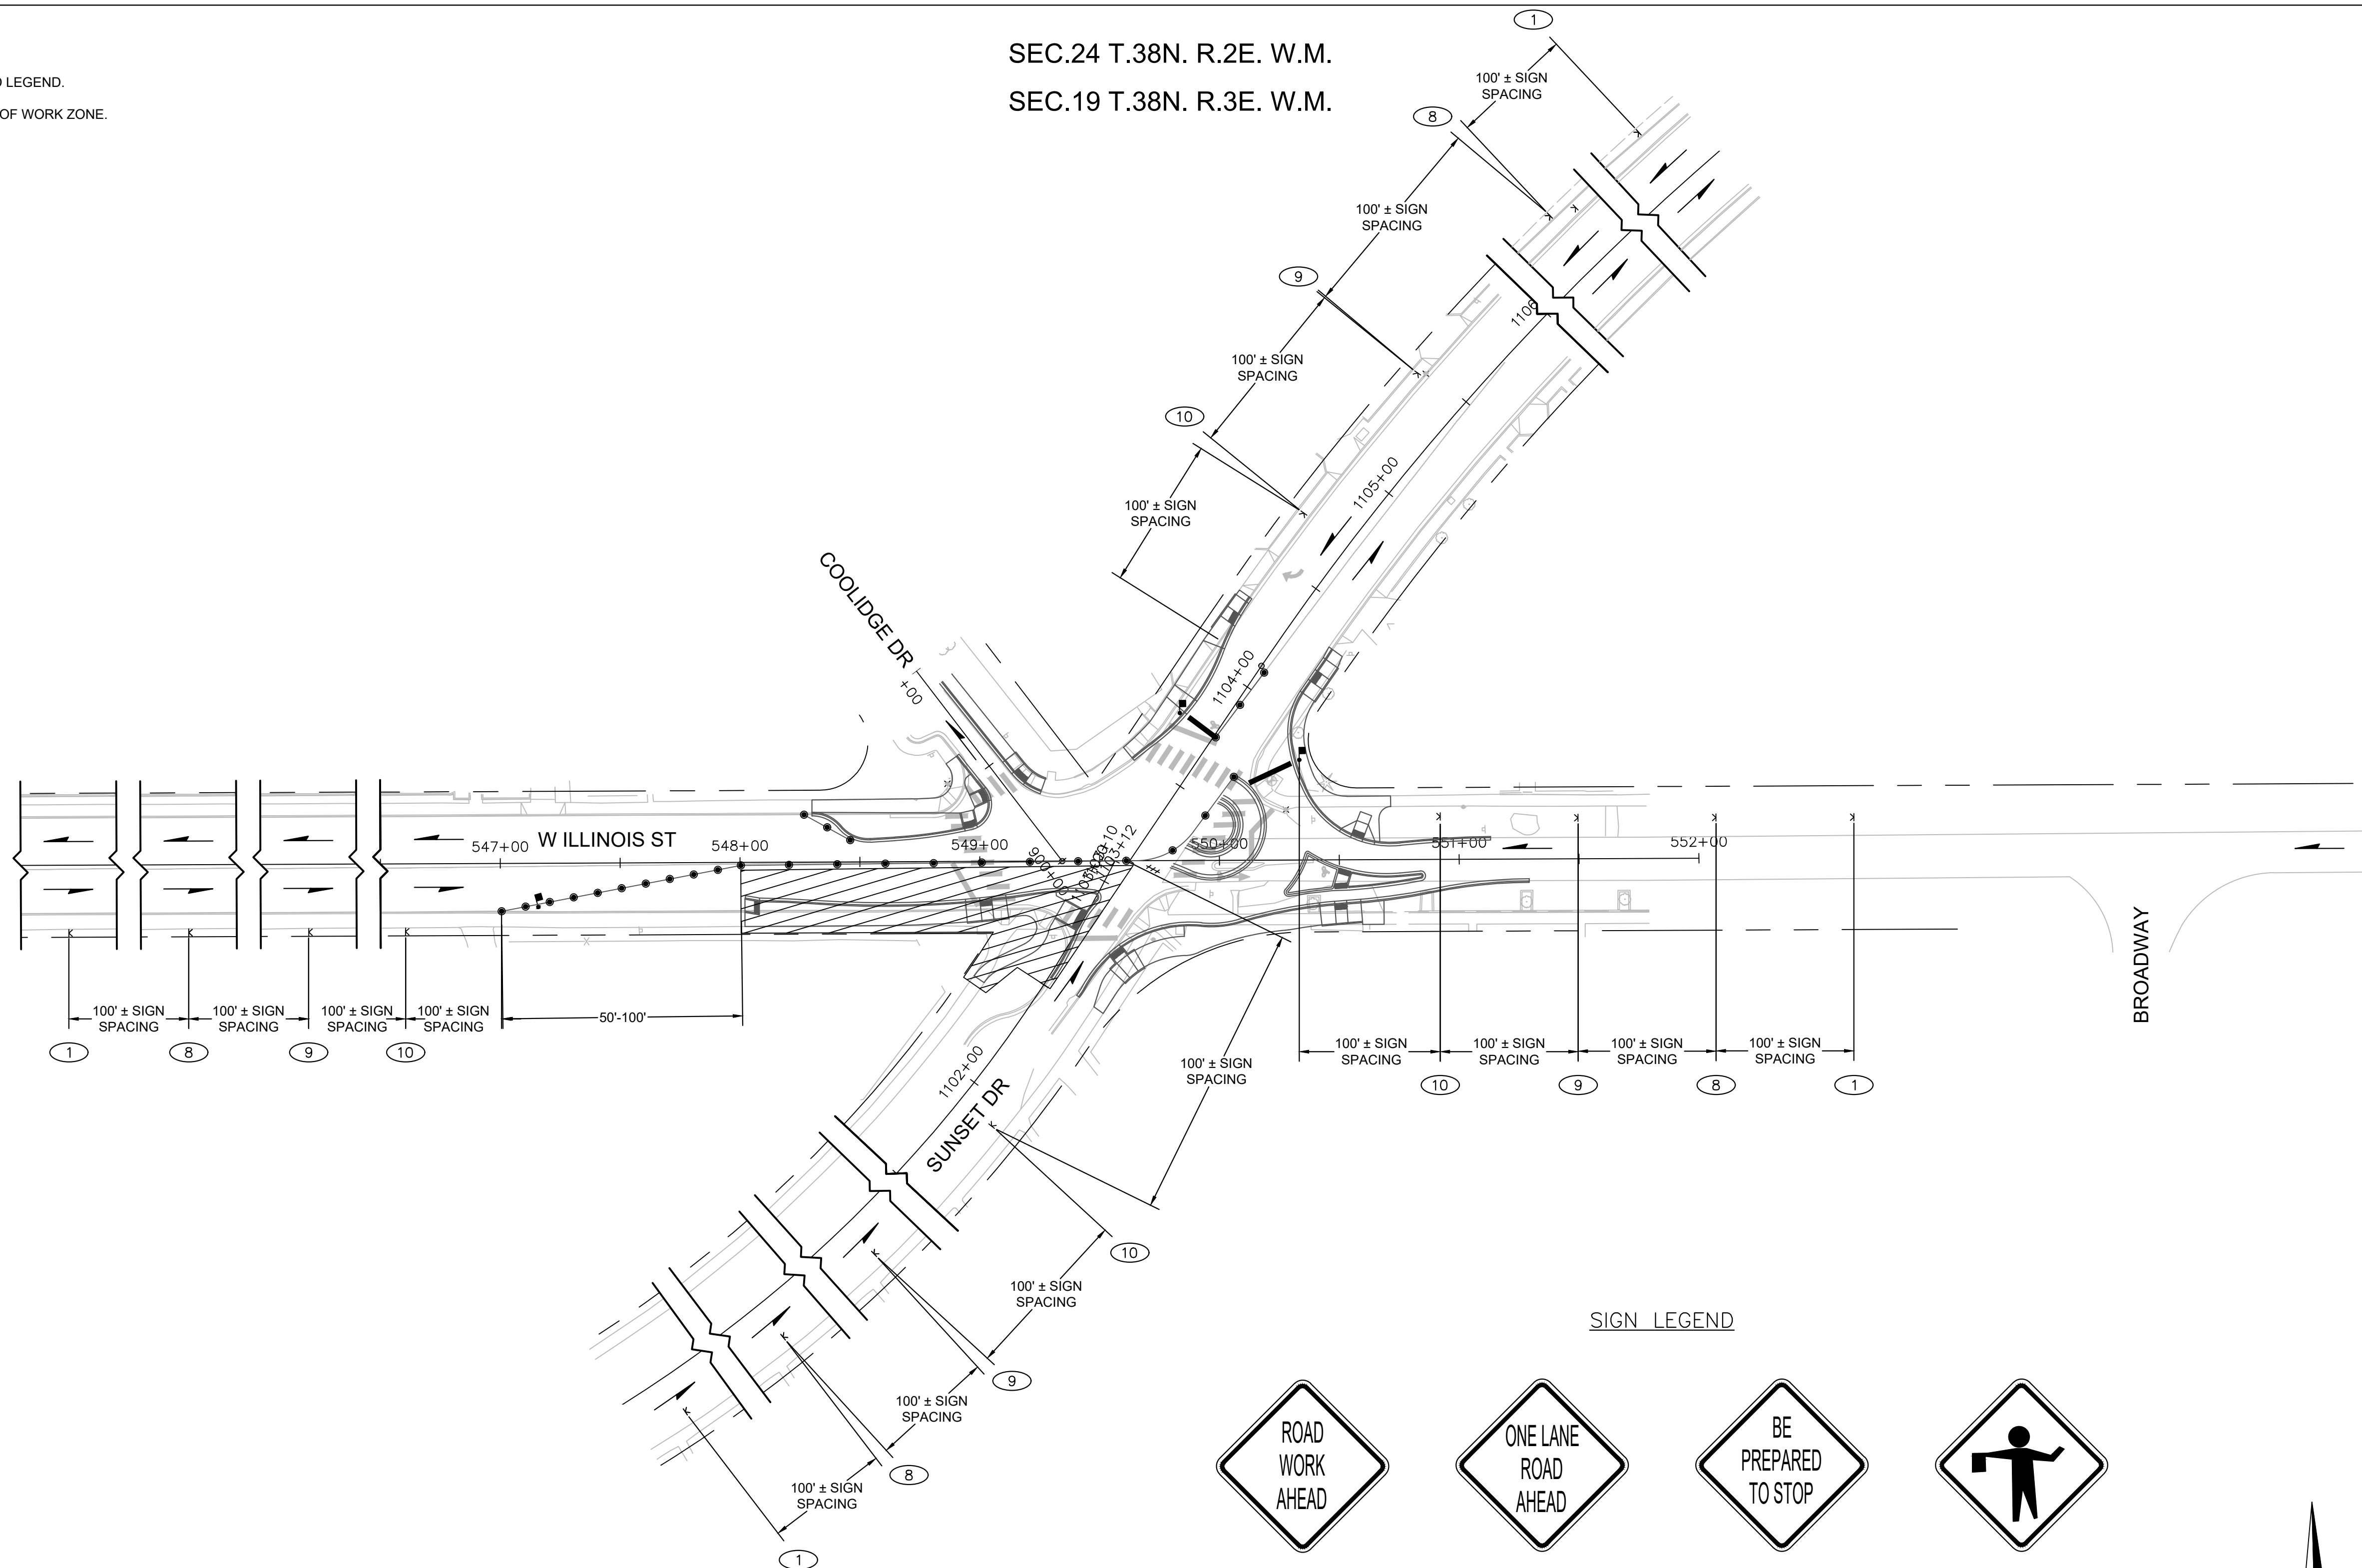 LEGEND.
OF WORK ZONE.
SEC.24 T.38N. R.2E. W.M.
SEC.19 T.38N. R.3E. W.M.
1
100' ± SIGN
SPACING
8
100' ± SIGN
SPACING
9
100' ± SIGN
SPACING
10
100' ± SIGN
SPACING
1106
1105+00
1104+00
COOLIDGE DR
+00
W ILLINOIS ST
547+00
548+00
549+00
550+00
551+00
552+00
900+00
1103+12
BROADWAY
100' ± SIGN
SPACING
100' ± SIGN
SPACING
100' ± SIGN
SPACING
100' ± SIGN
SPACING
50'-100'
1
8
9
10
100' ± SIGN
SPACING
100' ± SIGN
SPACING
100' ± SIGN
SPACING
100' ± SIGN
SPACING
10
9
8
1
1102+00
SUNSET DR
100' ± SIGN
SPACING
10
100' ± SIGN
SPACING
9
100' ± SIGN
SPACING
8
100' ± SIGN
SPACING
1
SIGN LEGEND
ROAD
WORK
AHEAD
ONE LANE
ROAD
AHEAD
BE
PREPARED
TO STOP